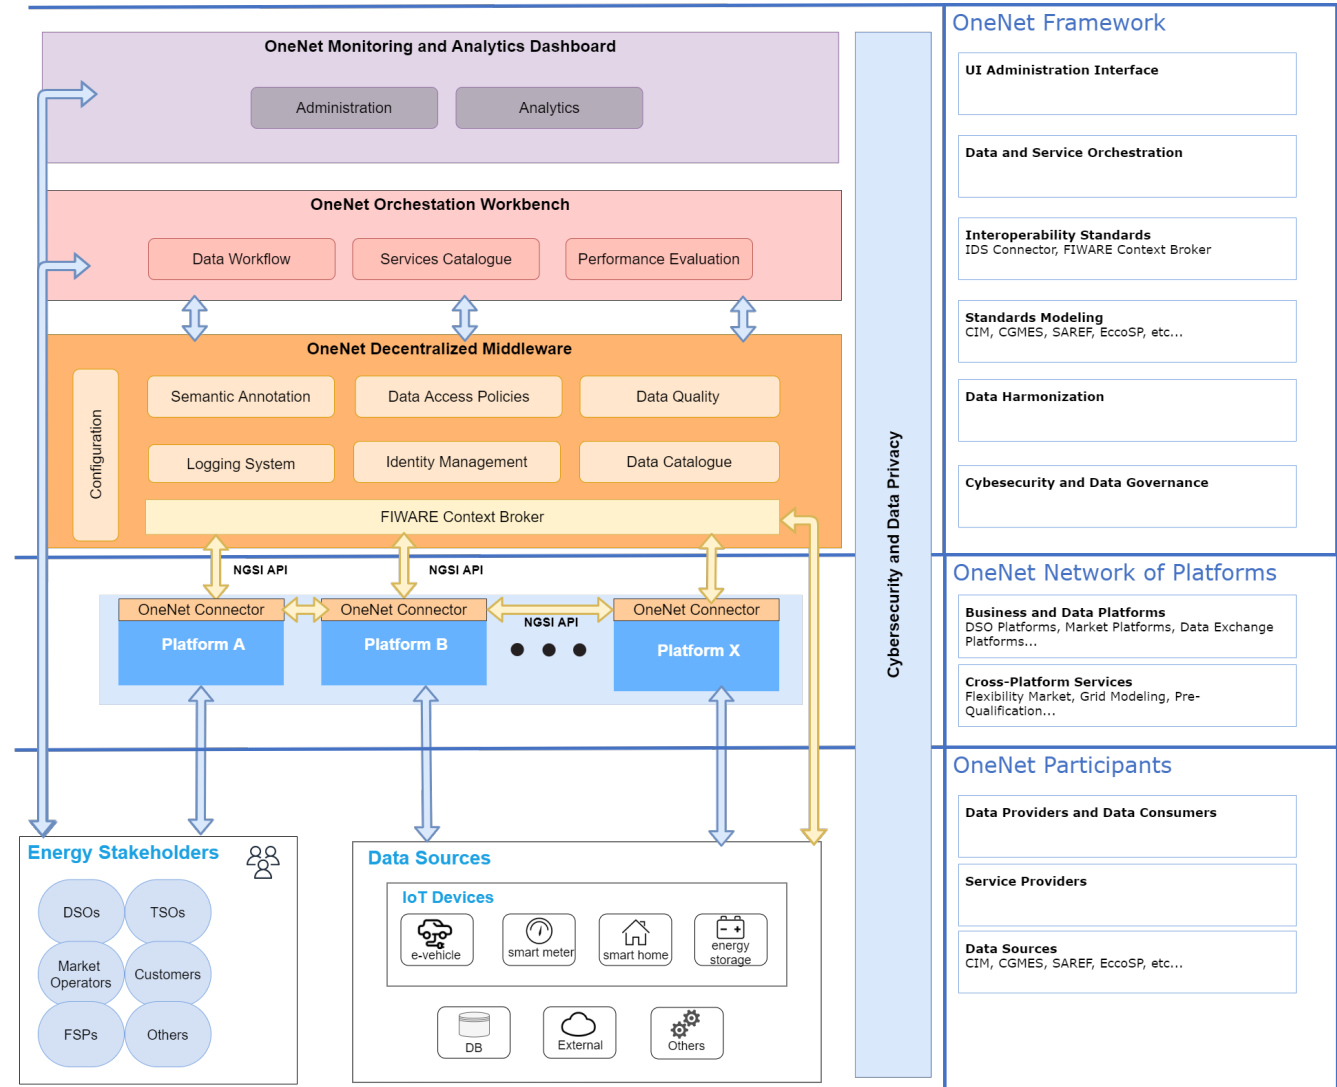 OneNet Monitoring and Analytics Dashboard
Administration
Analytics
OneNet Orchestation Workbench
Data Workflow
Services Catalogue
Performance Evaluation
OneNet Decentralized Middleware
Configuration
Semantic Annotation
Data Access Policies
Data Quality
Logging System
Identity Management
Data Catalogue
FIWARE Context Broker
NGSI API
NGSI API
OneNet Connector
OneNet Connector
OneNet Connector
NGSI API
Platform A
Platform B
Platform X
Energy Stakeholders
DSOs
TSOs
Market
Operators
Customers
FSPs
Others
Data Sources
IoT Devices
e-vehicle
smart meter
smart home
energy
storage
DB
External
Others
Cybersecurity and Data Privacy
OneNet Framework
UI Administration Interface
Data and Service Orchestration
Interoperability Standards
IDS Connector, FIWARE Context Broker
Standards Modeling
CIM, CGMES, SAREF, EccoSP, etc...
Data Harmonization
Cybesecurity and Data Governance
OneNet Network of Platforms
Business and Data Platforms
DSO Platforms, Market Platforms, Data Exchange
Platforms...
Cross-Platform Services
Flexibility Market, Grid Modeling, Pre-
Qualification...
OneNet Participants
Data Providers and Data Consumers
Service Providers
Data Sources
CIM, CGMES, SAREF, EccoSP, etc...